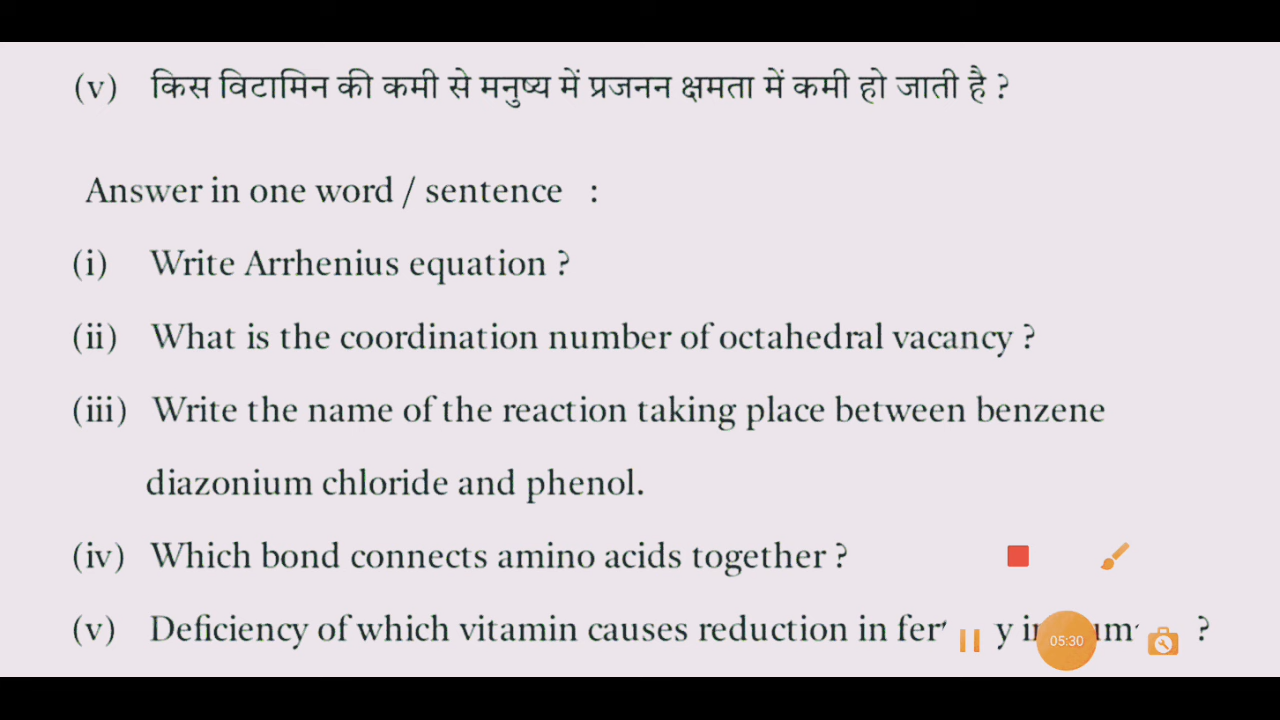 (v) किस विटामिन की कमी से मनुष्य में प्रजनन क्षमता में कमी हो जाती है ?
Answer in one word / sentence :
(i) Write Arrhenius equation ?
(ii) What is the coordination number of octahedral vacancy ?
(iii) Write the name of the reaction taking place between benzene
diazonium chloride and phenol.
(iv) Which bond connects amino acids together ?
(v) Deficiency of which vitamin causes reduction in ?
05:30